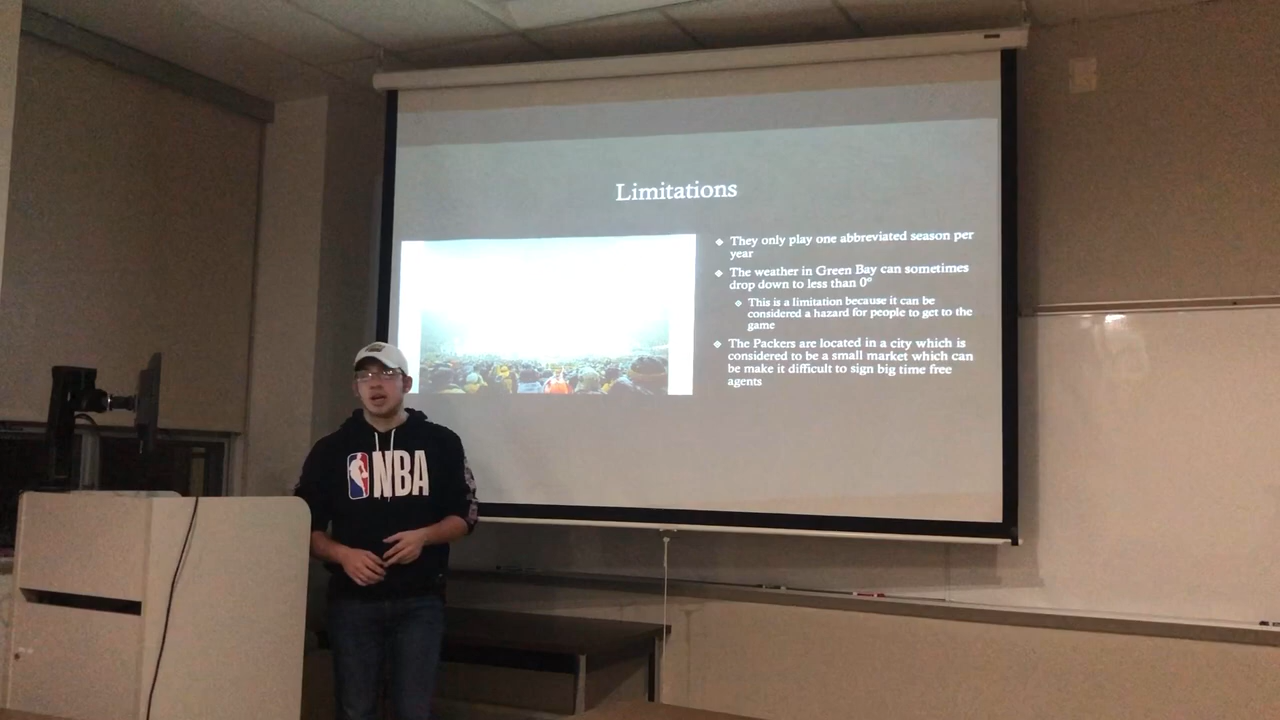 Limitations
They only play one abbreviated season per
year
The weather in Green Bay can sometimes
drop down to less than 0°
This is a limitation because it can be
considered a hazard for people to get to the
game
The Packers are located in a city which is
considered to be a small market which can
be make it difficult to sign big time free
agents
NBA